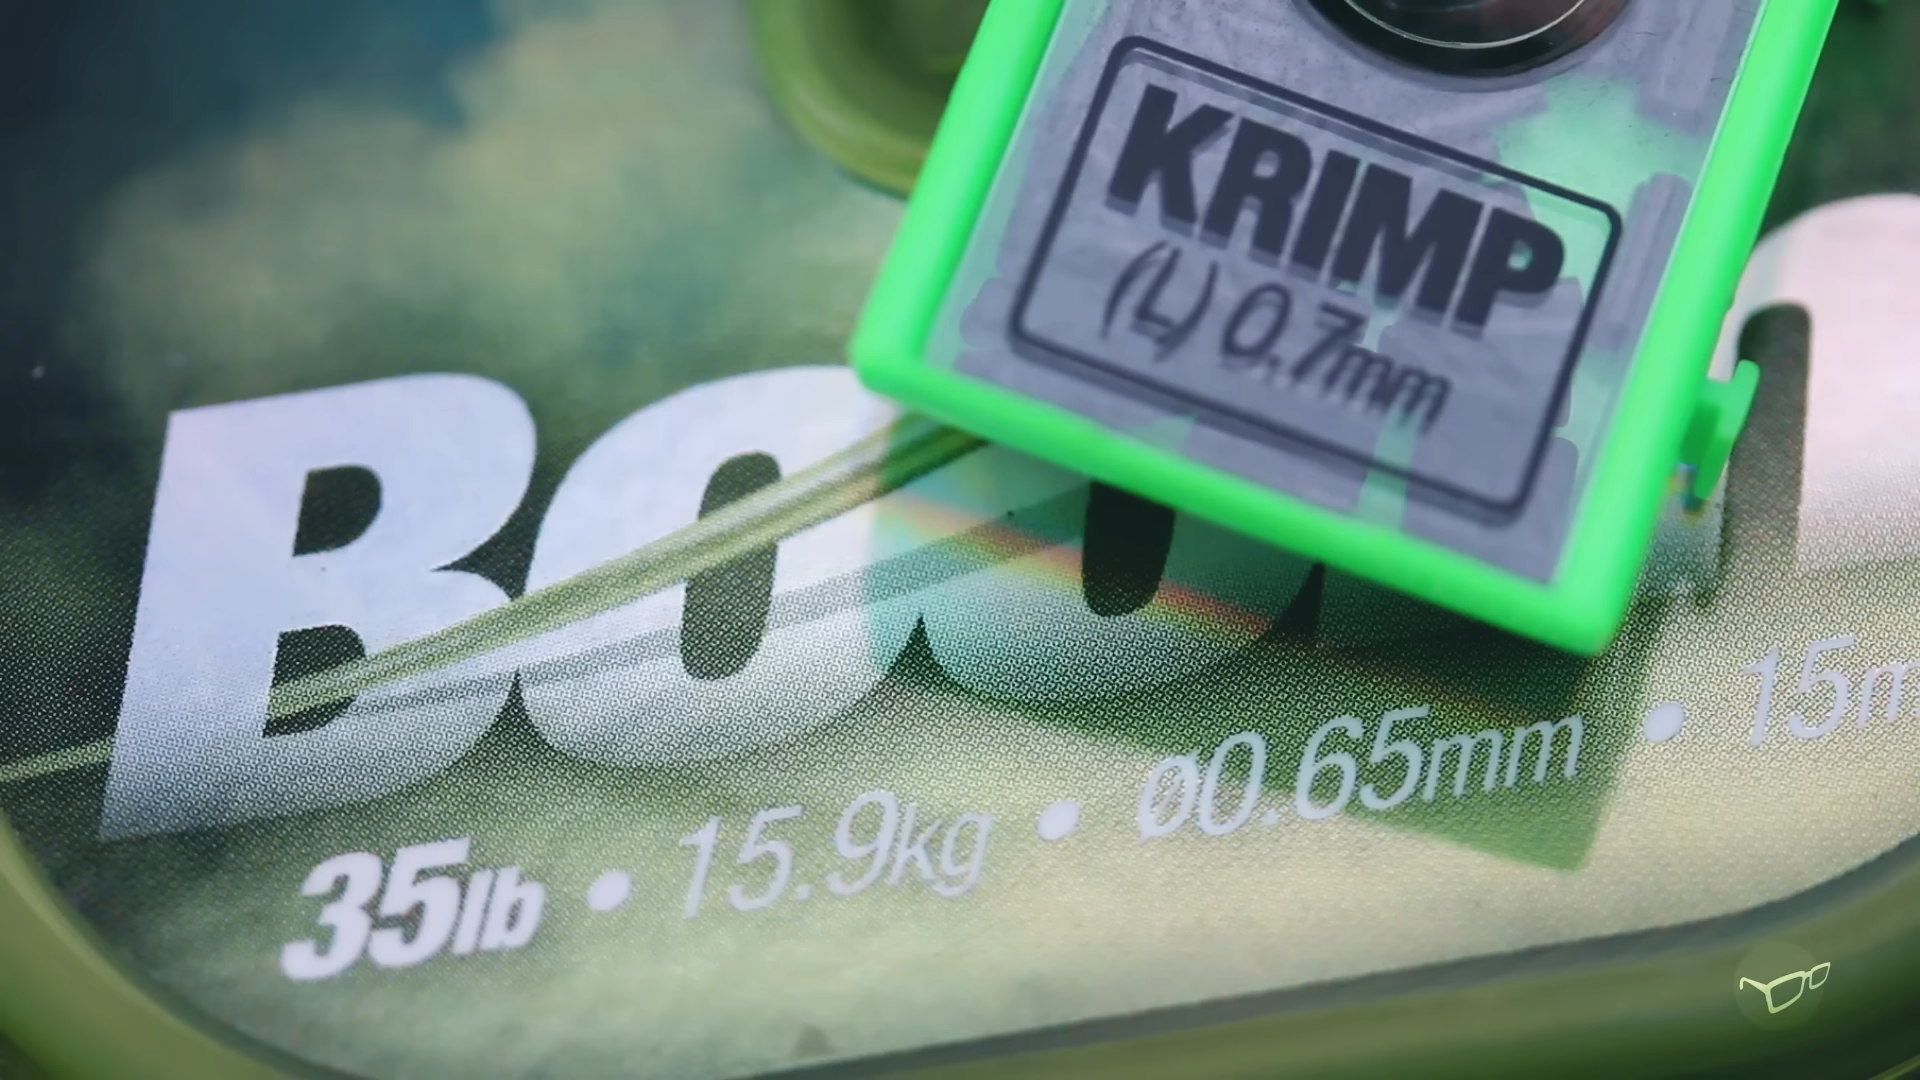 KRIMP
(L) 0.7mm
35lb • 15.9kg • ø0.65mm •